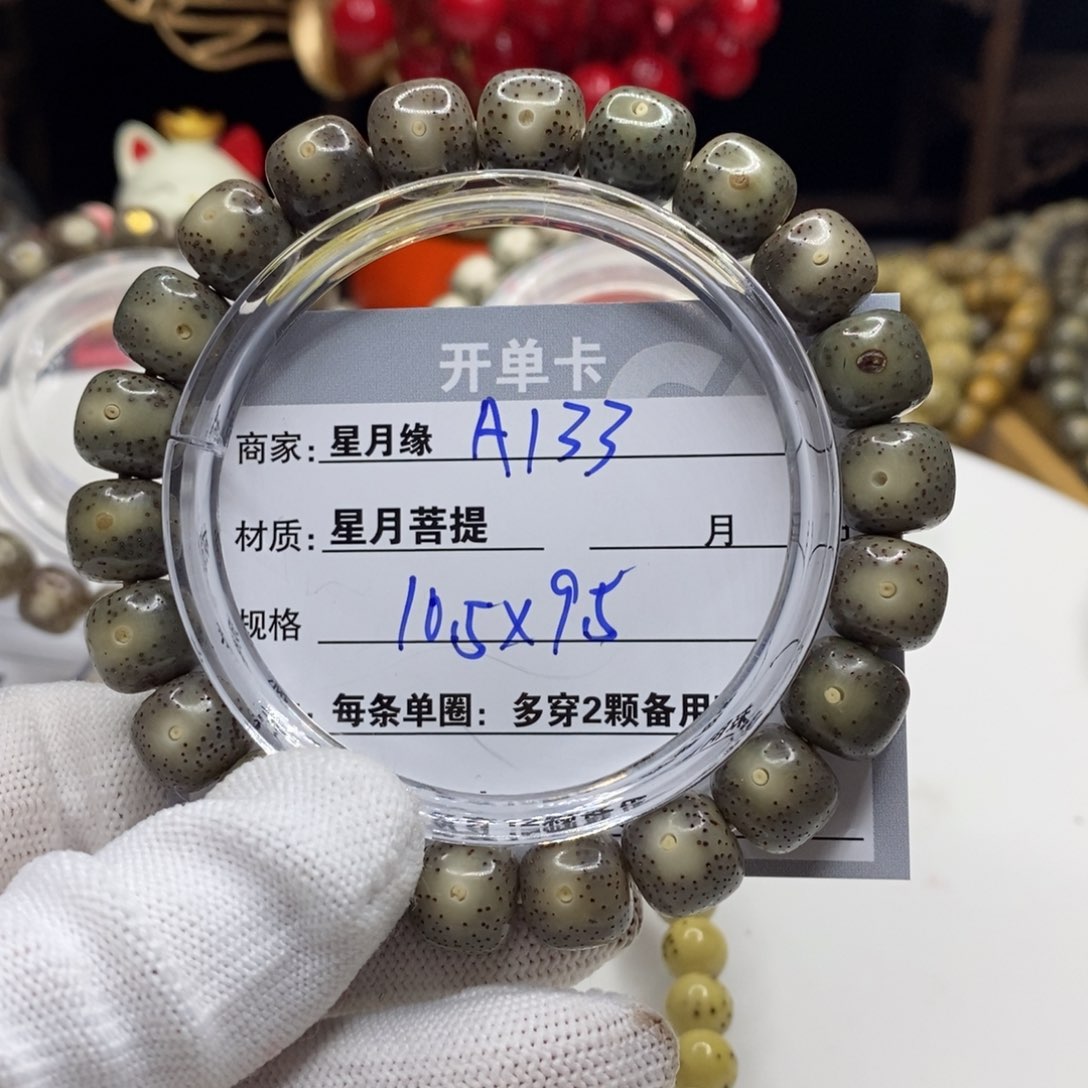 开单卡
商家：星月缘 A133
材质：星月菩提 月
规格 10.5x9.5
每条单圈：多穿2颗备用